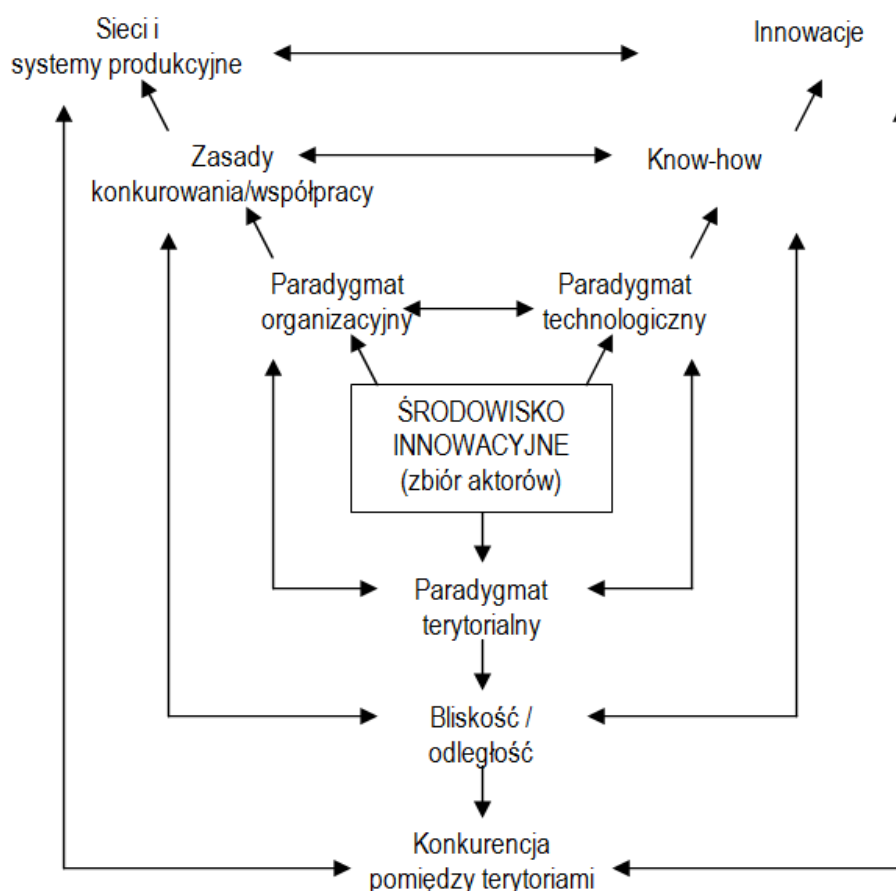 Sieci i
systemy produkcyjne
Innowacje
Zasady
konkurowania/współpracy
Know-how
Paradygmat
organizacyjny
Paradygmat
technologiczny
ŚRODOWISKO
INNOWACYJNE
(zbiór aktorów)
Paradygmat
terytorialny
Bliskość /
odległość
Konkurencja
pomiędzy terytoriami